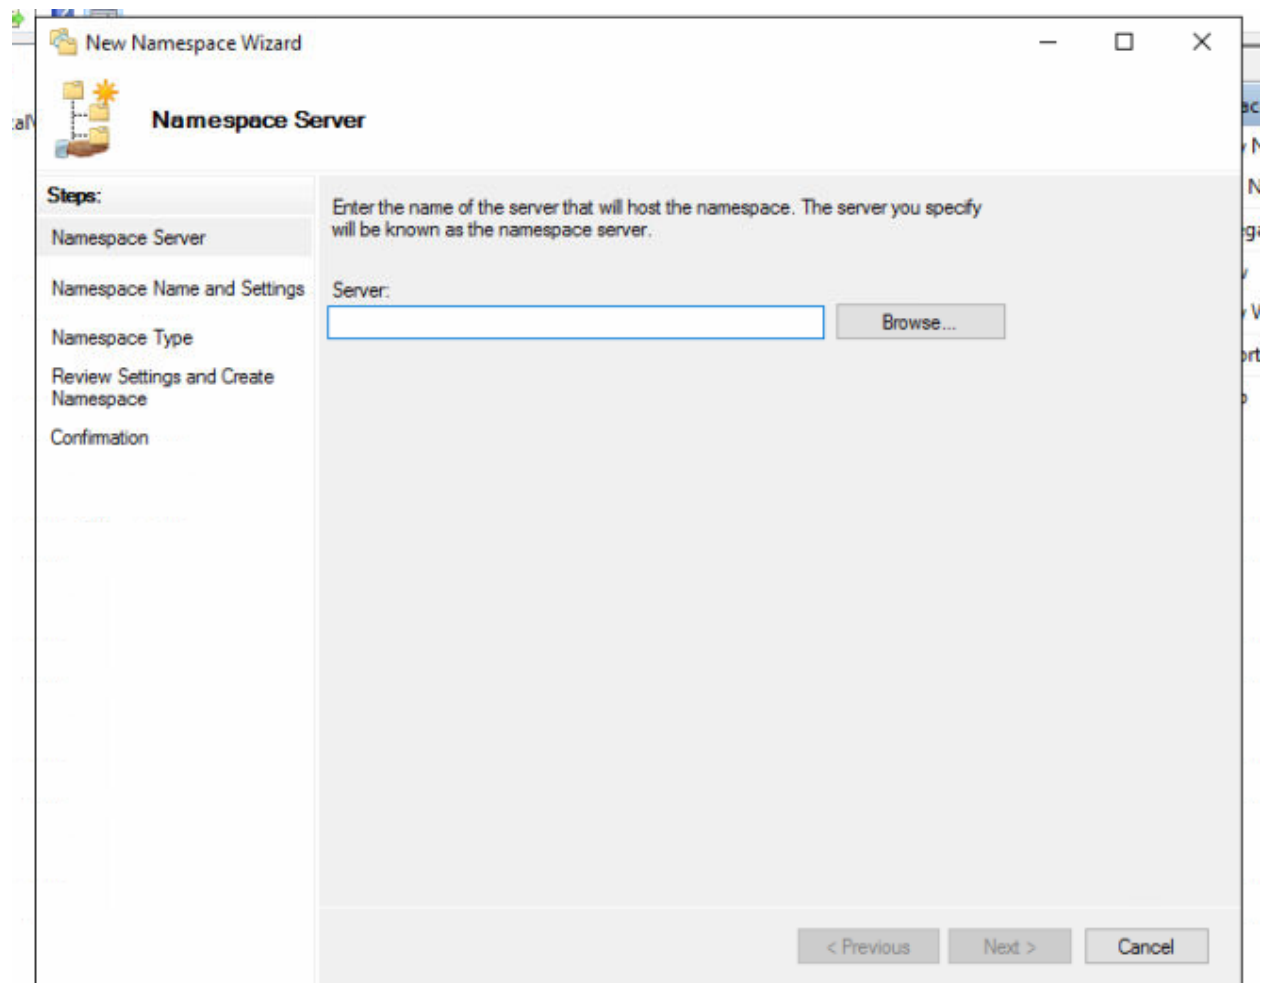 New Namespace Wizard
Namespace Server
Steps:
Namespace Server
Namespace Name and Settings
Namespace Type
Review Settings and Create
Namespace
Confirmation
Enter the name of the server that will host the namespace. The server you specify
will be known as the namespace server.
Server:
Browse...
< Previous
Next >
Cancel